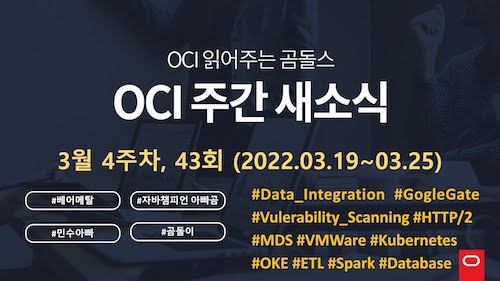 OCI 읽어주는 곰돌스
OCI 주간 새소식
3월 4주차, 43회 (2022.03.19~03.25)
#베어메탈 #자바챔피언 아빠곰
#민수아빠 #곰돌이
#Data_Integration #GogleGate
#Vulerability_Scanning #HTTP/2
#MDS #VMWare #Kubernetes
#OKE #ETL #Spark #Database